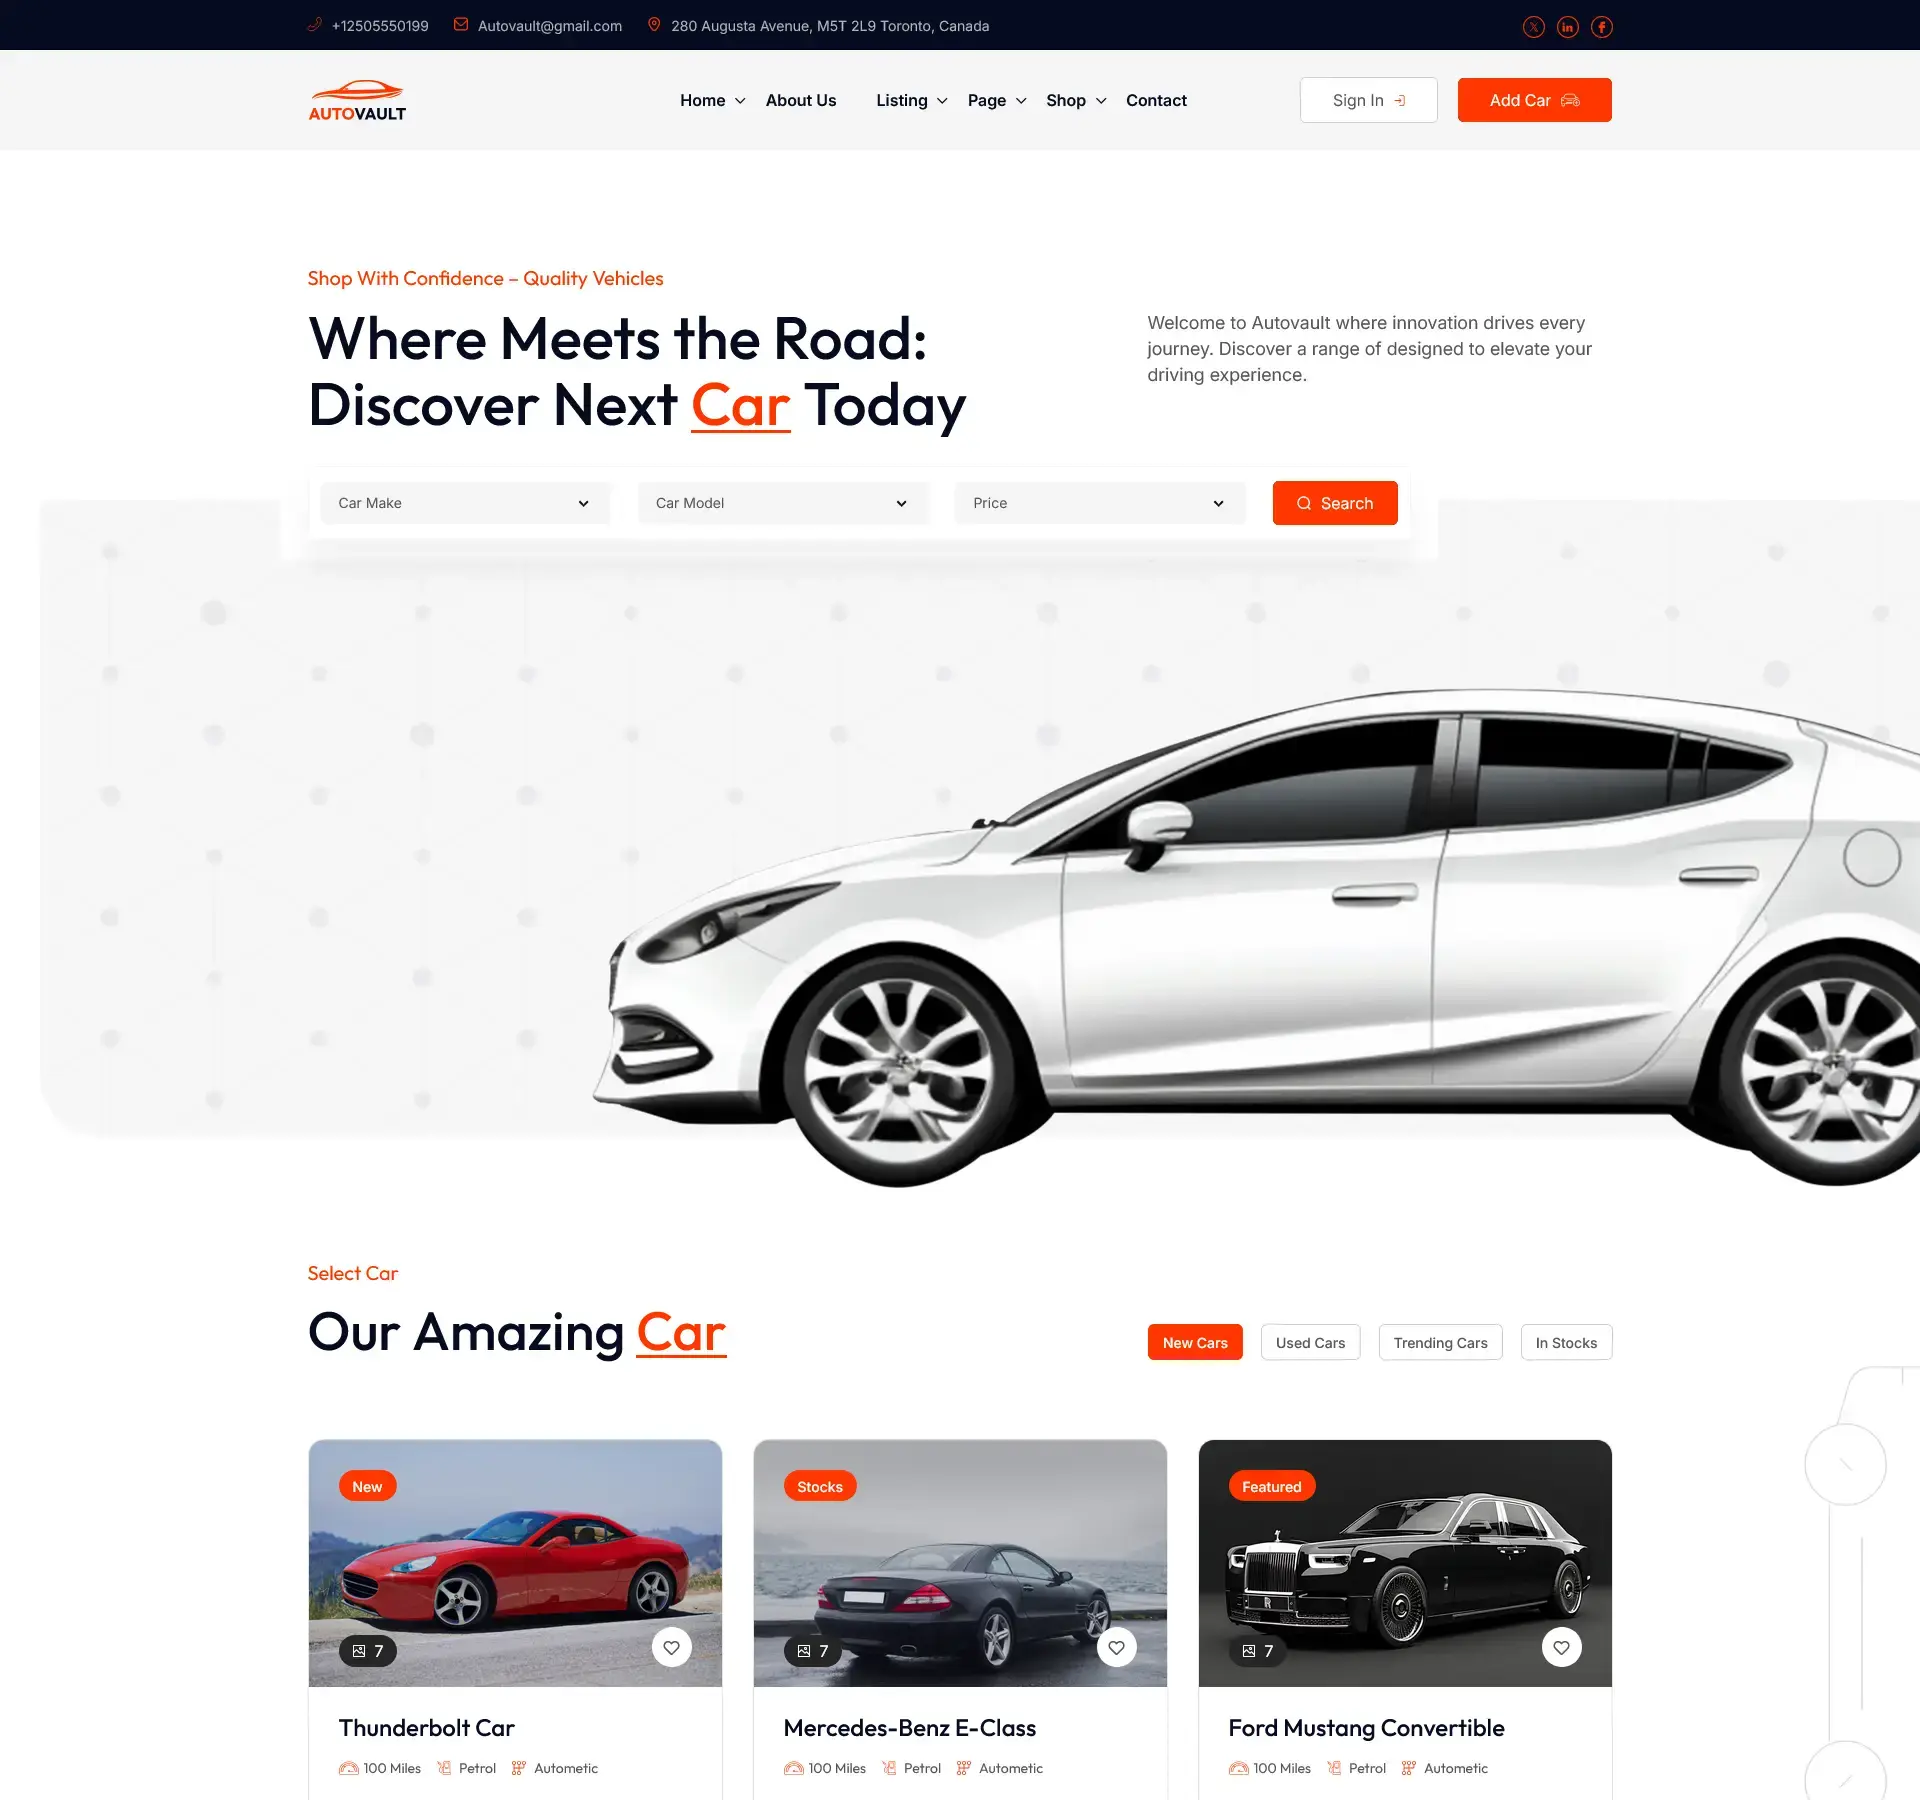 +12505550199 Autovault@gmail.com 280 Augusta Avenue, M5T 2L9 Toronto, Canada
AUTOVAULT Home About Us Listing Page Shop Contact Sign In Add Car
Shop With Confidence – Quality Vehicles
Where Meets the Road:
Discover Next Car Today
Welcome to Autovault where innovation drives every
journey. Discover a range of designed to elevate your
driving experience.
Car Make Car Model Price Search
Select Car
Our Amazing Car
New Cars Used Cars Trending Cars In Stocks
New Stocks Featured
7 7 7
Thunderbolt Car Mercedes-Benz E-Class Ford Mustang Convertible
100 Miles Petrol Autometic 100 Miles Petrol Autometic 100 Miles Petrol Autometic